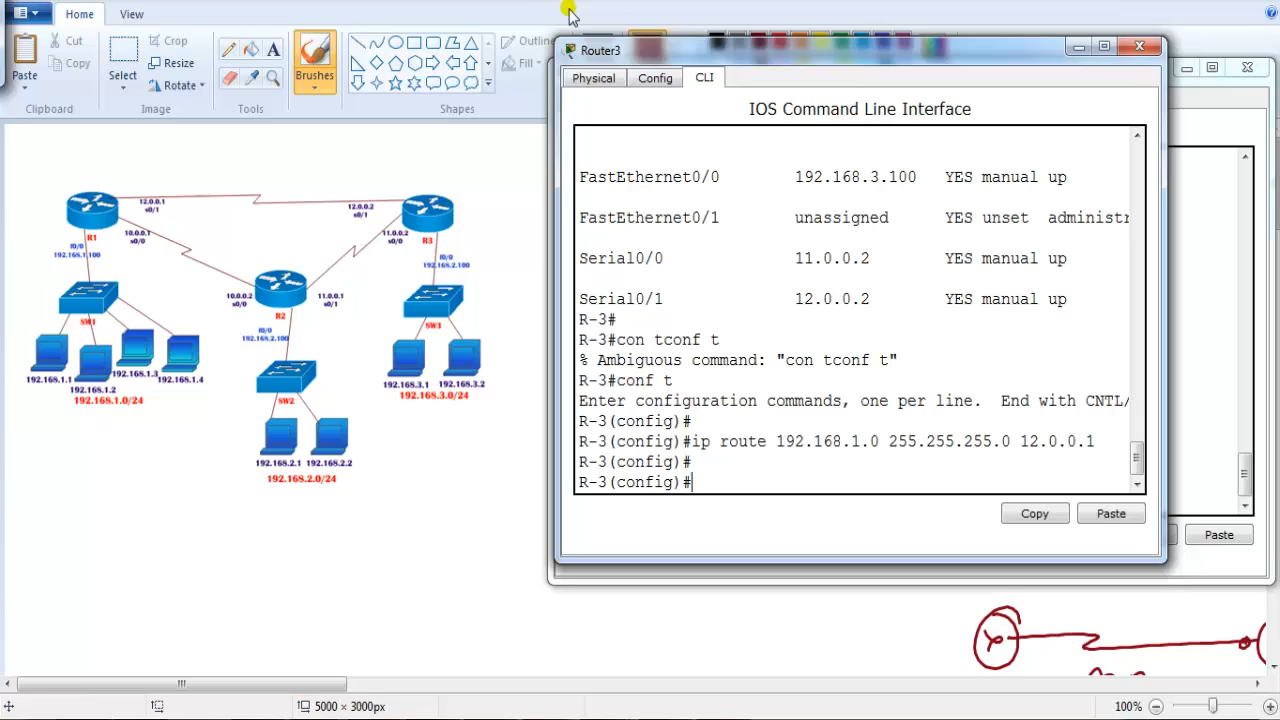 Home
View
Paste
Cut
Copy
Clipboard
Select
Crop
Resize
Rotate
Image
Tools
Brushes
Shapes
Outline
Fill
Router3
Physical
Config
CLI
IOS Command Line Interface
FastEthernet0/0 192.168.3.100 YES manual up
FastEthernet0/1 unassigned YES unset administr
Serial0/0 11.0.0.2 YES manual up
Serial0/1 12.0.0.2 YES manual up
R-3#
R-3#con tconf t
% Ambiguous command: "con tconf t"
R-3#conf t
Enter configuration commands, one per line. End with CNTL/
R-3(config)#
R-3(config)#ip route 192.168.1.0 255.255.255.0 12.0.0.1
R-3(config)#
R-3(config)#
Copy
Paste
Paste
12.0.0.1
s0/1
12.0.0.2
s0/1
R1
10.0.0.1
s0/0
11.0.0.2
s0/0
R3
f0/0
192.168.1.100
f0/0
192.168.2.100
10.0.0.2
s0/0
11.0.0.1
s0/1
R2
SW1
SW3
f0/0
192.168.2.100
192.168.1.1
192.168.1.2
192.168.1.3
192.168.1.4
192.168.1.0/24
192.168.3.1
192.168.3.2
192.168.3.0/24
SW2
192.168.2.1
192.168.2.2
192.168.2.0/24
5000 × 3000px
100%